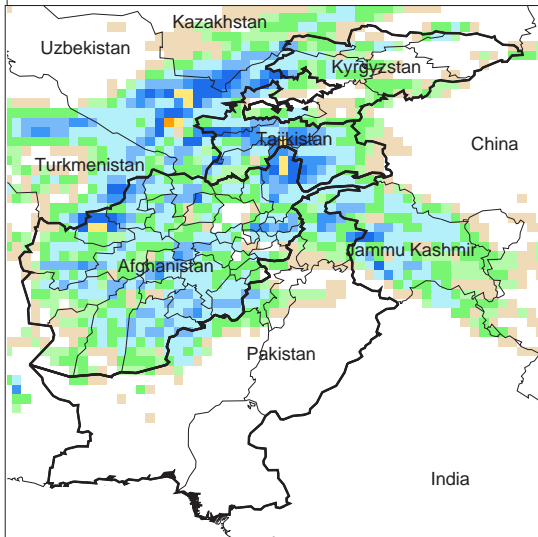 Kazakhstan
Uzbekistan
Kyrgyzstan
Tajikistan
China
Turkmenistan
Jammu Kashmir
Afghanistan
Pakistan
India